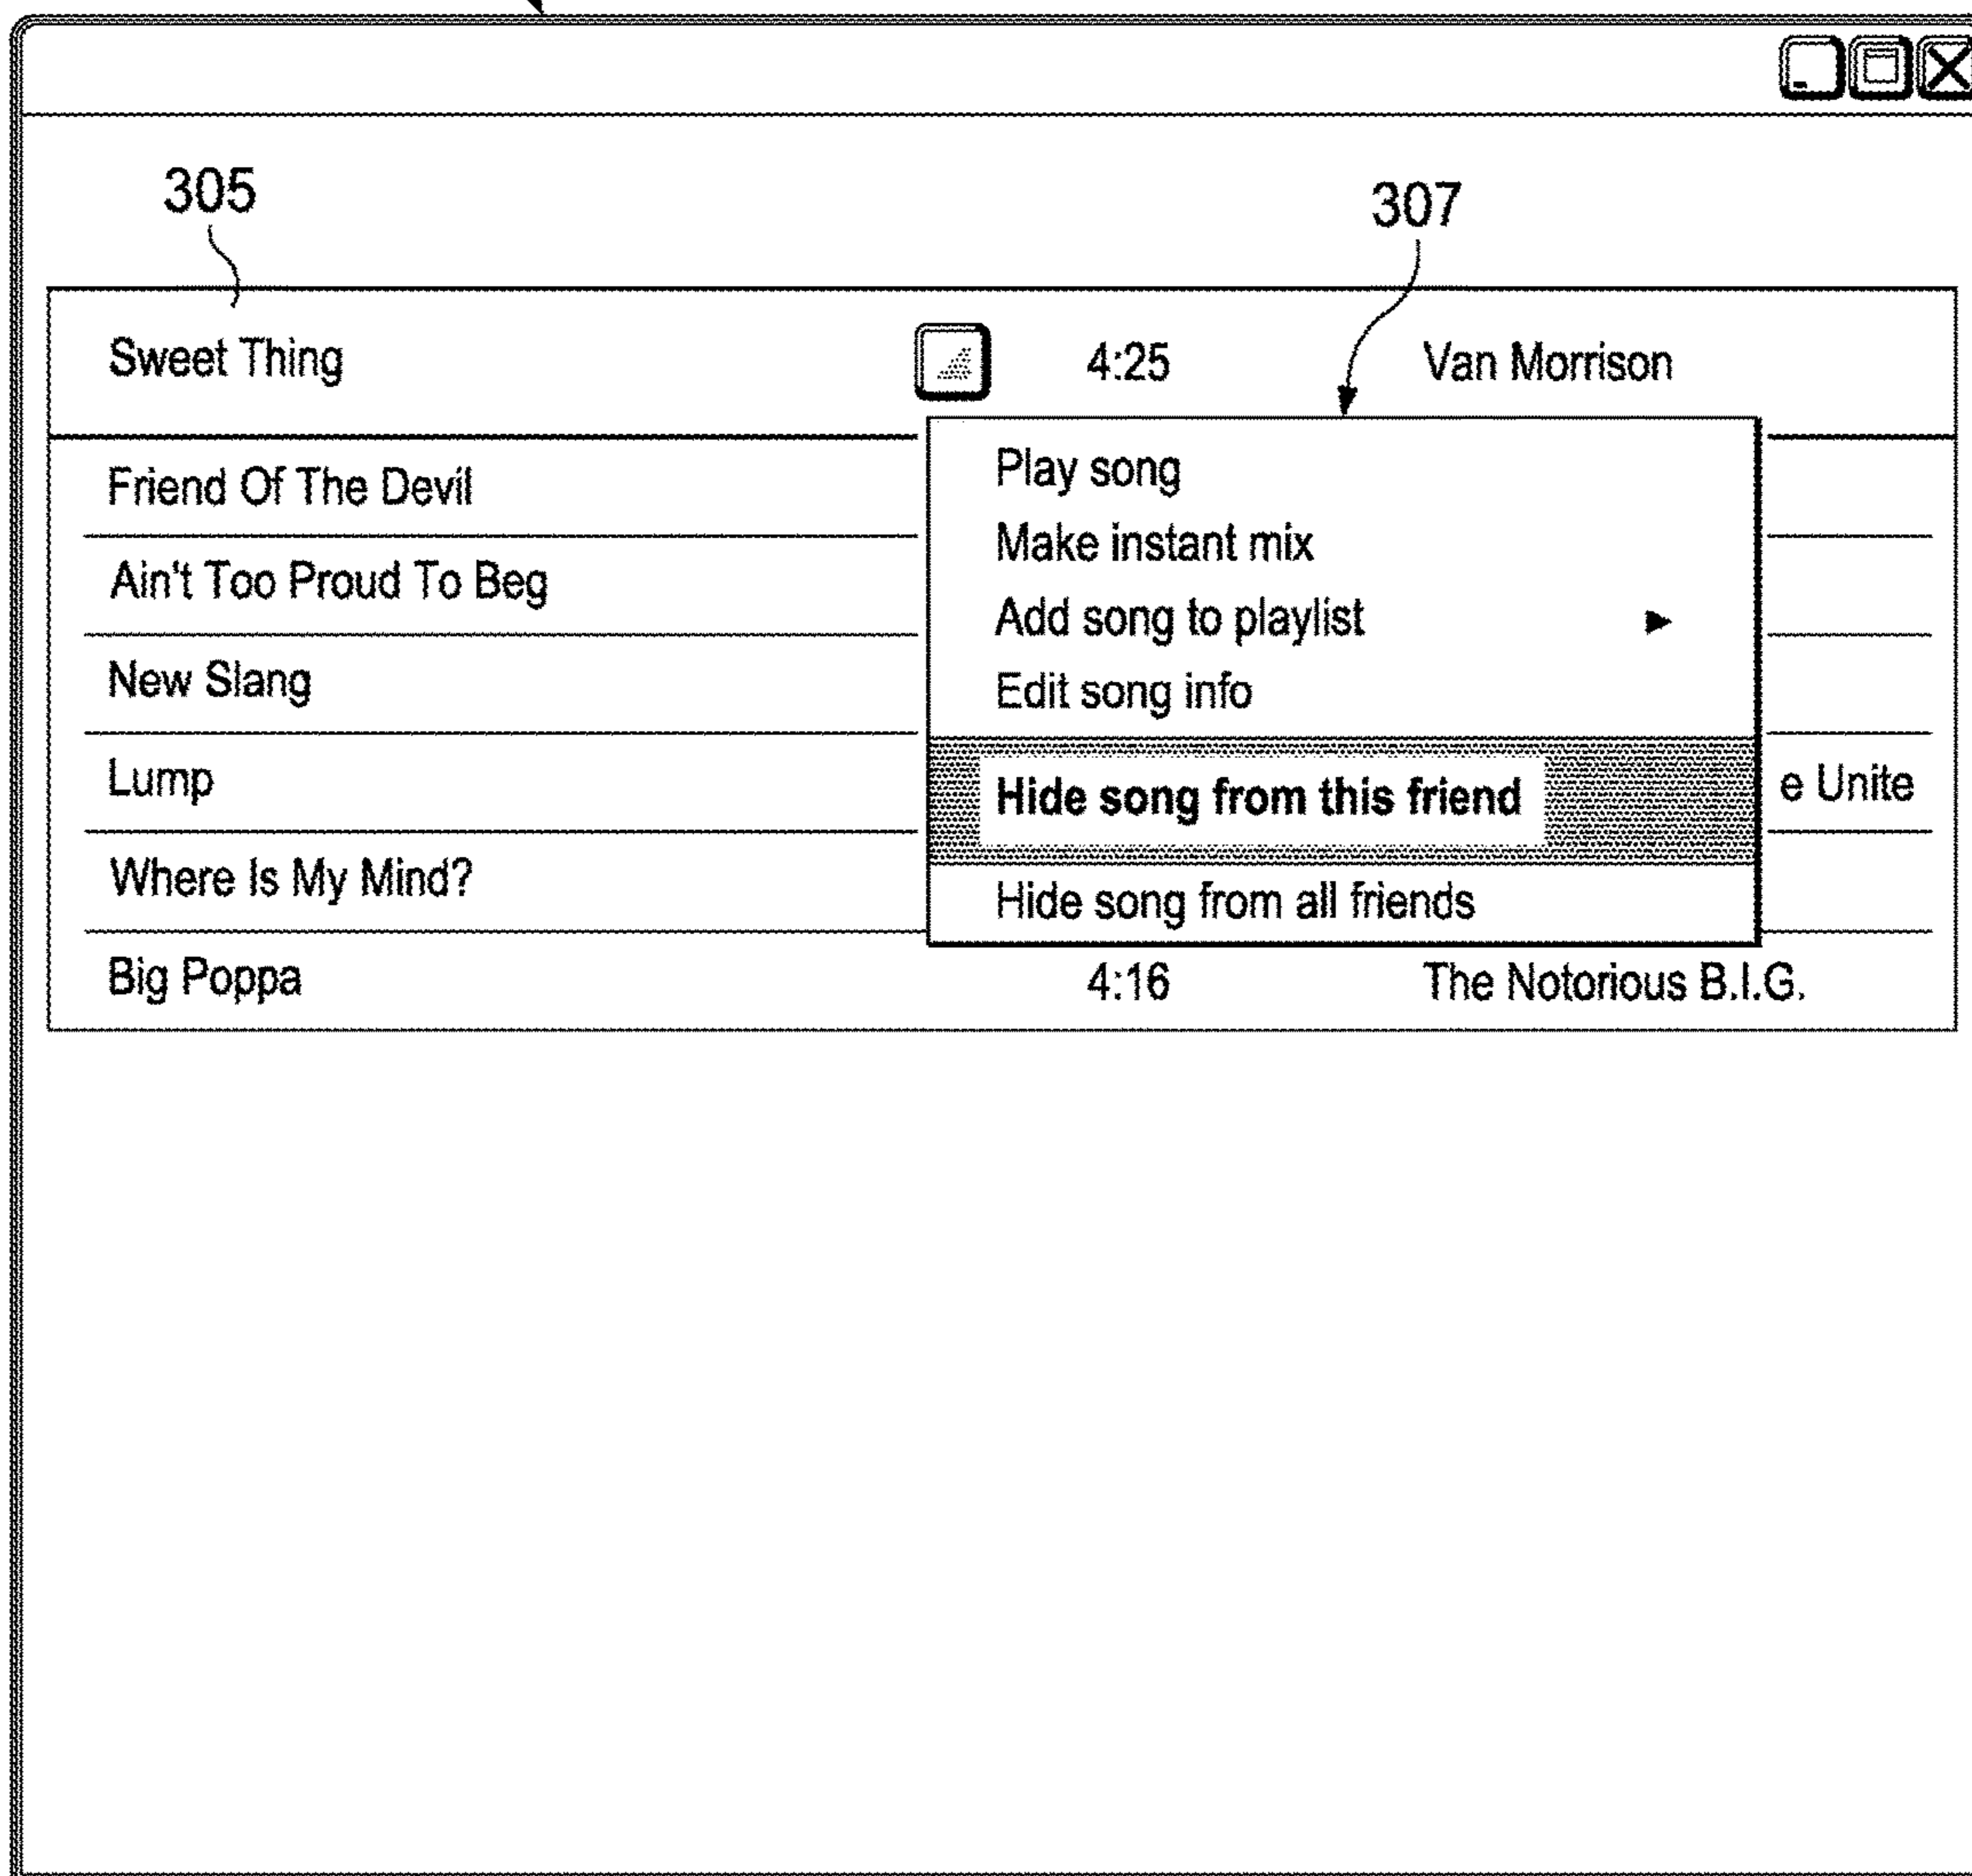 305
307
Sweet Thing 4:25 Van Morrison
Friend Of The Devil
Ain't Too Proud To Beg
New Slang
Lump e Unite
Where Is My Mind?
Big Poppa 4:16 The Notorious B.I.G.
Play song
Make instant mix
Add song to playlist
Edit song info
Hide song from this friend
Hide song from all friends